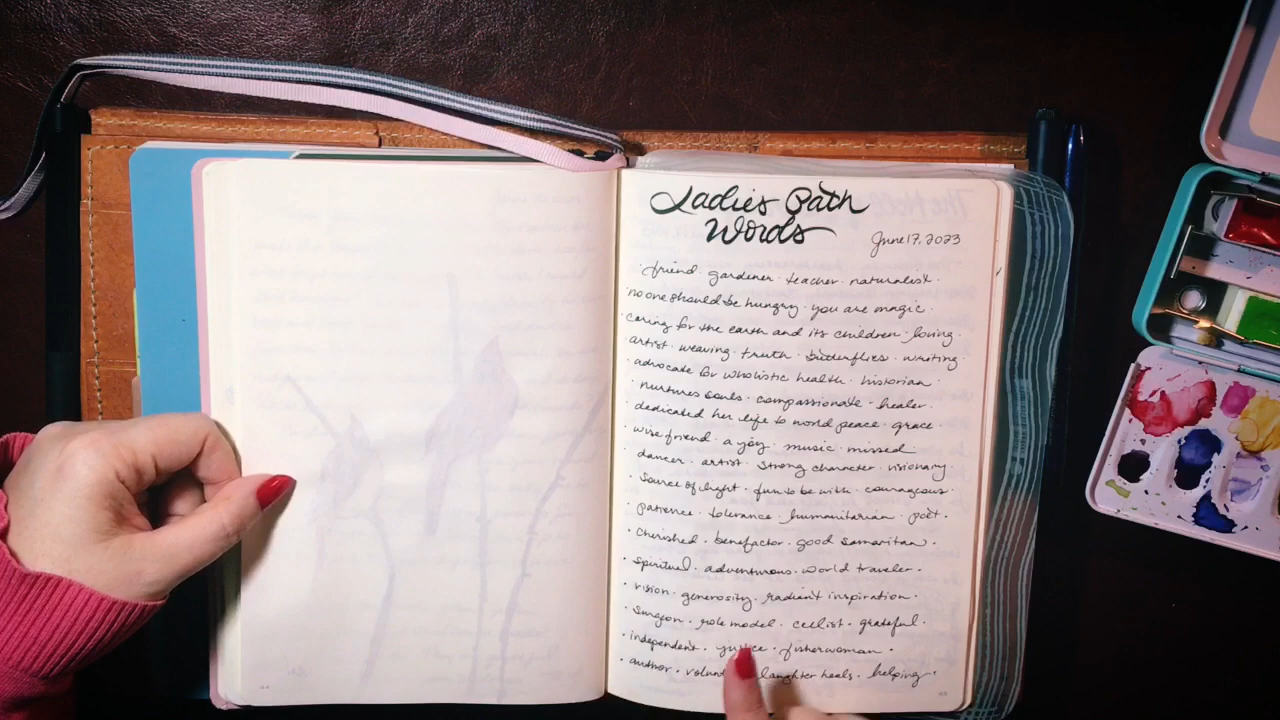 Ladies Path
Words
June 17, 2023
· friend · gardener · teacher · naturalist ·
· no one should be hungry · you are magic ·
· caring for the earth and its children · loving ·
· artist · weaving · truth · butterflies · writing ·
· advocate for wholistic health · historian ·
· nurtures souls · compassionate · healer ·
· dedicated her life to world peace · grace ·
· wise friend · a joy · music · missed
· dancer · artist · strong character · visionary ·
· source of light · fun to be with · courageous ·
· patience · tolerance · humanitarian · poet ·
· cherished · benefactor · good samaritan ·
· spiritual · adventurous · world traveler ·
· vision · generosity · radiant inspiration ·
· surgeon · role model · cellist · grateful ·
· independent · justice · fisherwoman ·
· author · volunt laughter heals · helping ·